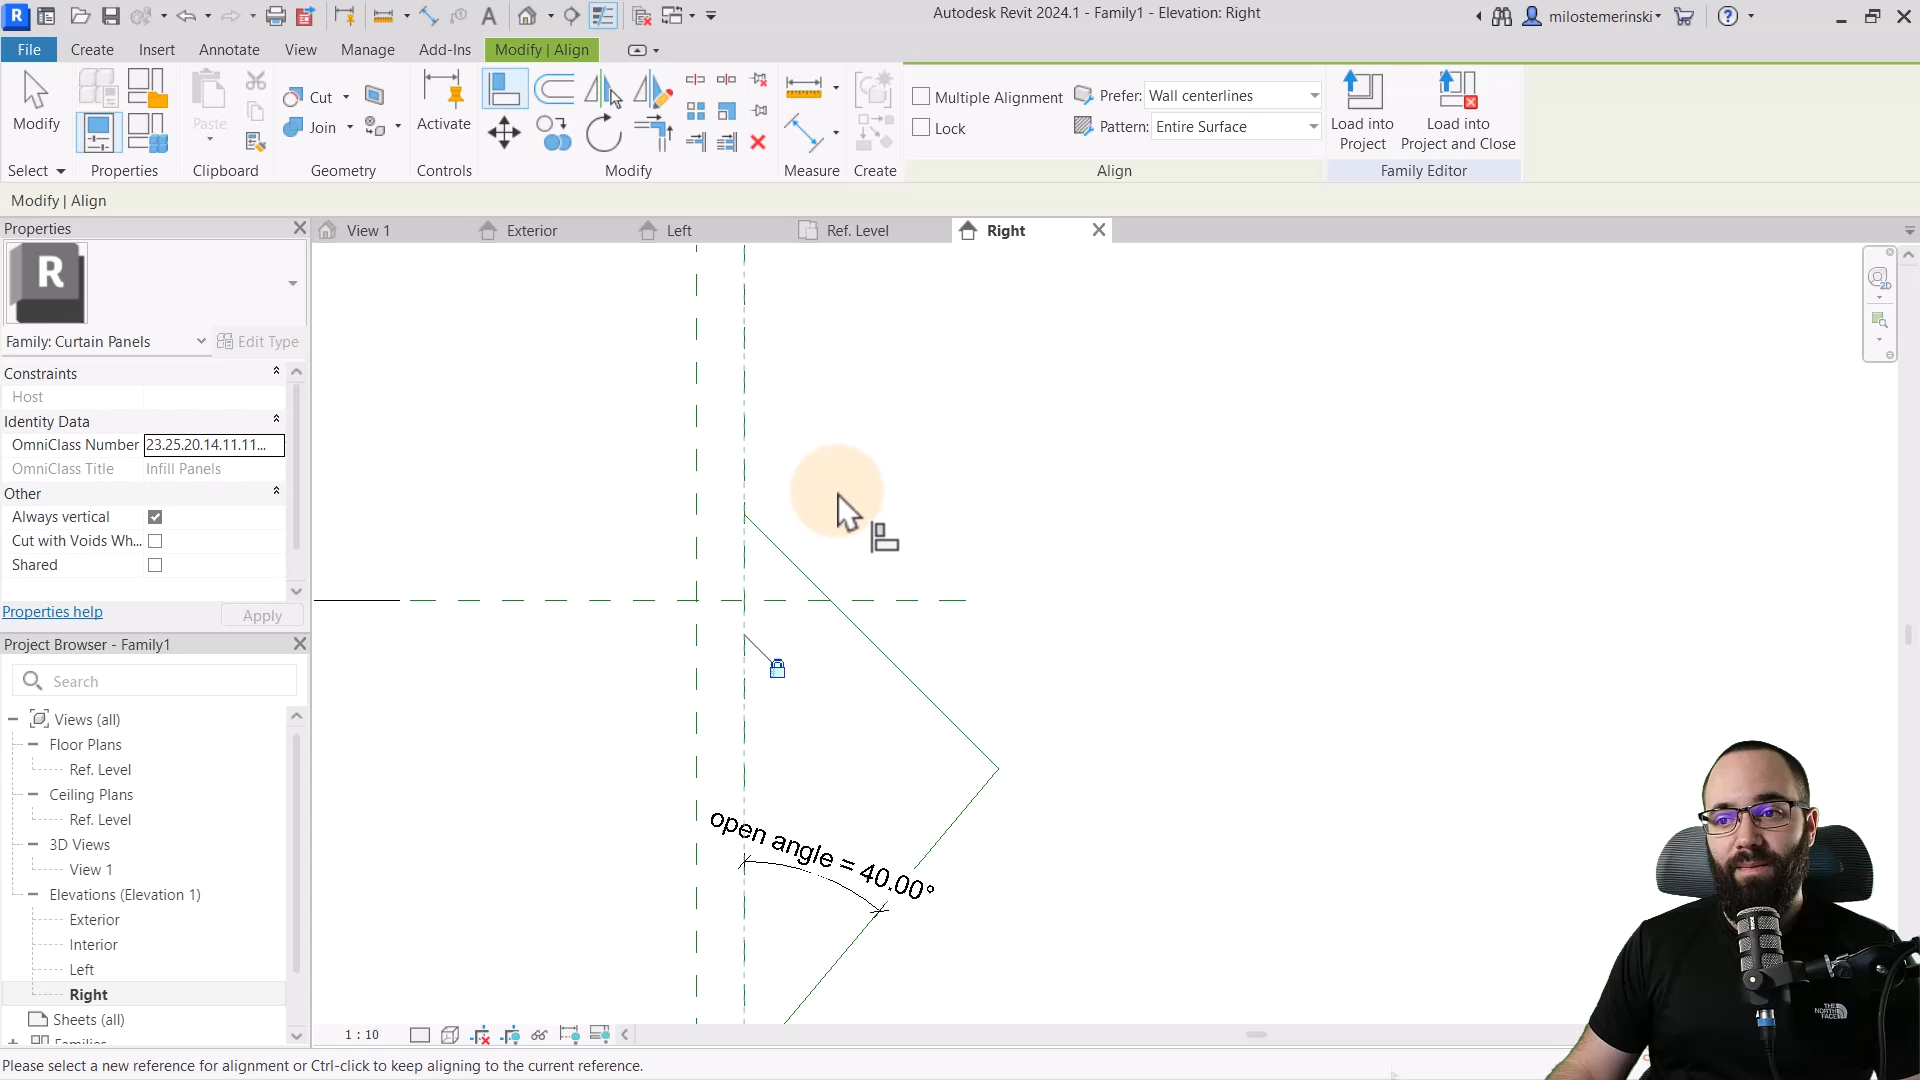 Autodesk Revit 2024.1 - Family1 - Elevation: Right
milostemerinski
File
Create
Insert
Annotate
View
Manage
Add-Ins
Modify | Align
Modify
Paste
Cut
Join
Activate
Multiple Alignment
Lock
Prefer: Wall centerlines
Pattern: Entire Surface
Load into
Project
Load into
Project and Close
Select
Properties
Clipboard
Geometry
Controls
Modify
Measure
Create
Align
Family Editor
Modify | Align
Properties
View 1
Exterior
Left
Ref. Level
Right
R
Family: Curtain Panels
Edit Type
Constraints
Host
Identity Data
OmniClass Number 23.25.20.14.11.11...
OmniClass Title Infill Panels
Other
Always vertical
Cut with Voids Wh...
Shared
Properties help
Apply
Project Browser - Family1
Search
Views (all)
Floor Plans
Ref. Level
Ceiling Plans
Ref. Level
3D Views
View 1
Elevations (Elevation 1)
Exterior
Interior
Left
Right
Sheets (all)
Families
open angle = 40.00°
2D
1 : 10
Please select a new reference for alignment or Ctrl-click to keep aligning to the current reference.
THE
NORTH
FACE